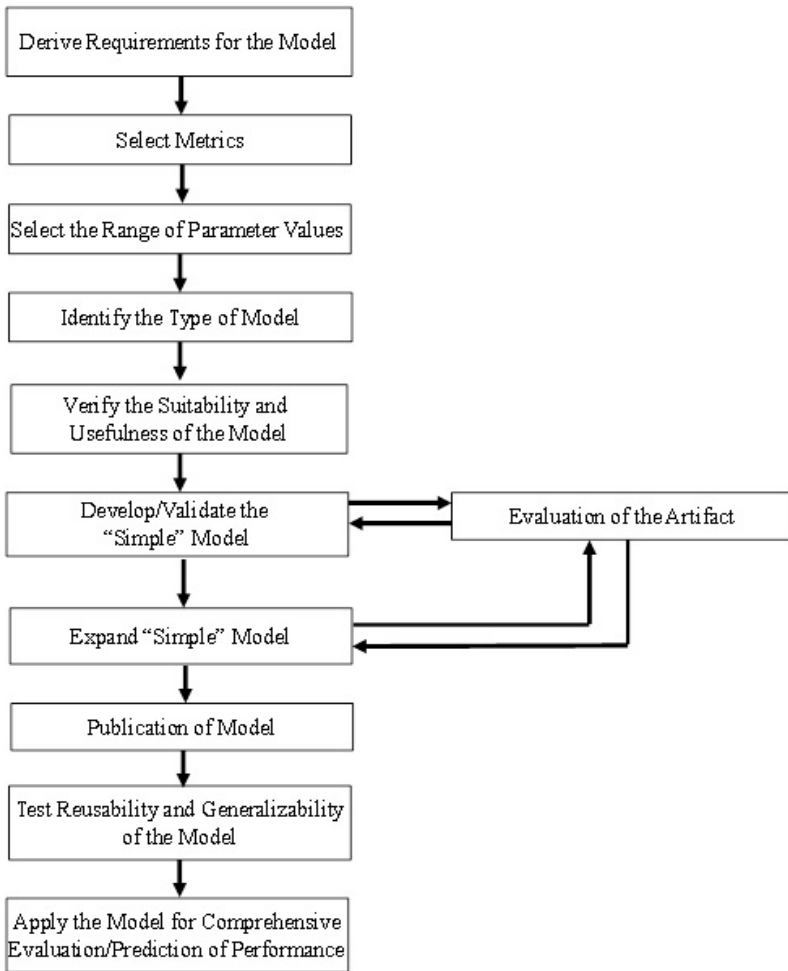 Derive Requirements for the Model
Select Metrics
Select the Range of Parameter Values
Identify the Type of Model
Verify the Suitability and
Usefulness of the Model
Develop/Validate the
“Simple” Model
Evaluation of the Artifact
Expand “Simple” Model
Publication of Model
Test Reusability and Generalizability
of the Model
Apply the Model for Comprehensive
Evaluation/Prediction of Performance